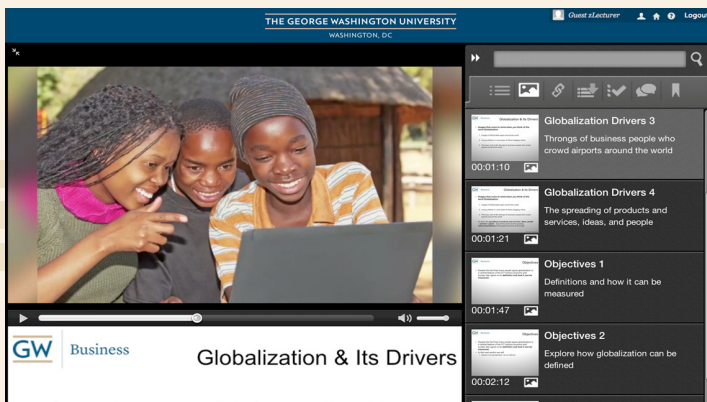 THE GEORGE WASHINGTON UNIVERSITY
WASHINGTON, DC
Guest zLecturer
Logout
Globalization Drivers 3
Throngs of business people who
crowd airports around the world
00:01:10
Globalization Drivers 4
The spreading of products and
services, ideas, and people
00:01:21
Objectives 1
Definitions and how it can be
measured
00:01:47
Objectives 2
Explore how globalization can be
defined
00:02:12
GW Business
Globalization & Its Drivers